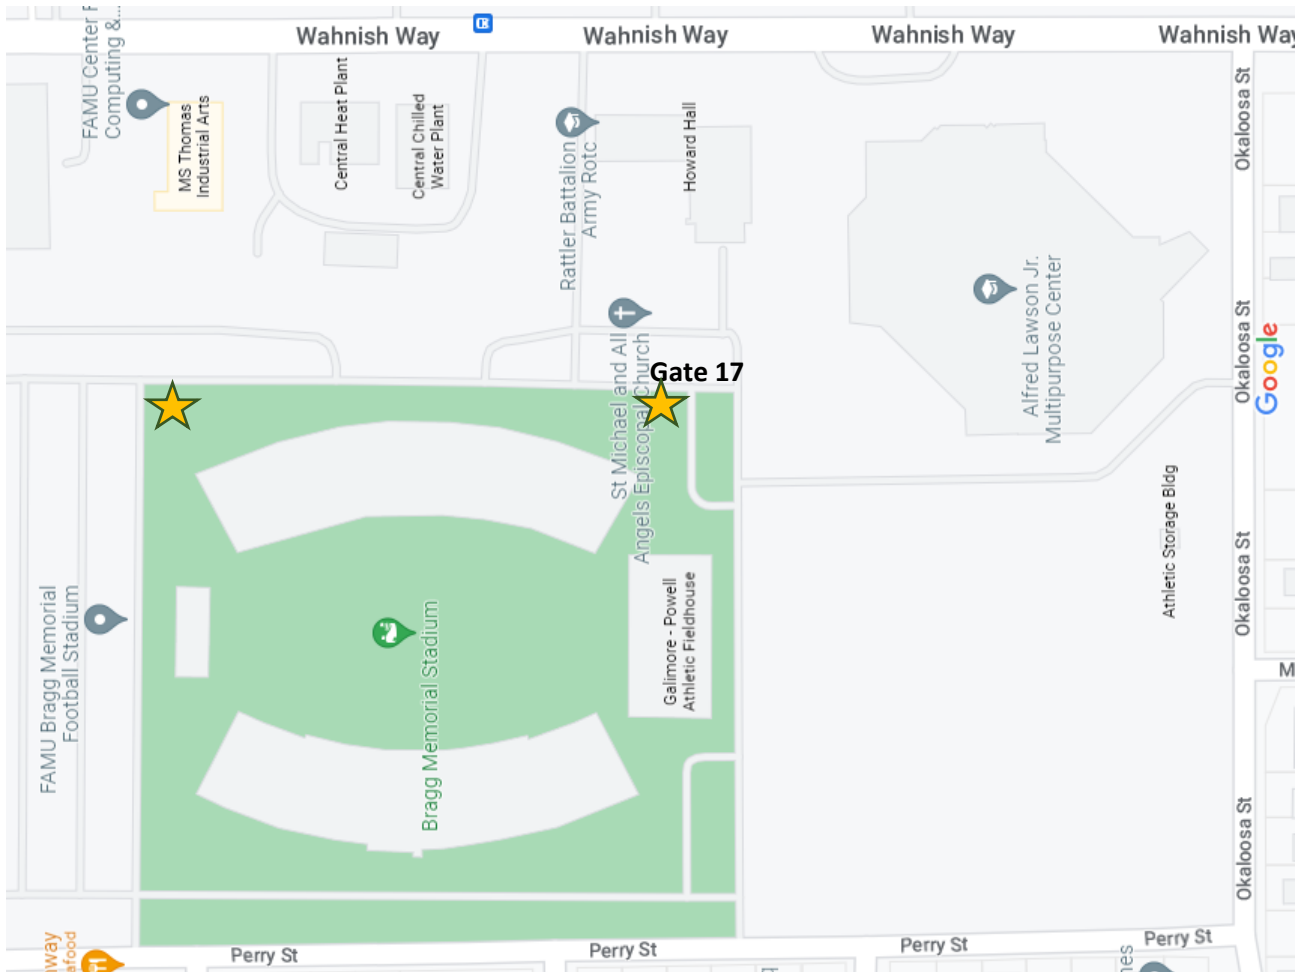 Wahnish Way
Wahnish Way
Wahnish Way
Wahnish Way
FAMU Center
Computing &...
MS Thomas
Industrial Arts
Central Heat Plant
Central Chilled
Water Plant
Rattler Battalion
Army Rotc
Howard Hall
Okaloosa St
Alfred Lawson Jr.
Multipurpose Center
Okaloosa St
Google
St Michael and All
Angels Episcopal Church
Gate 17
Athletic Storage Bldg
Okaloosa St
FAMU Bragg Memorial
Football Stadium
Bragg Memorial Stadium
Galimore - Powell
Athletic Fieldhouse
M
Okaloosa St
Perry St
Perry St
Perry St
Perry St
way
afood
nes